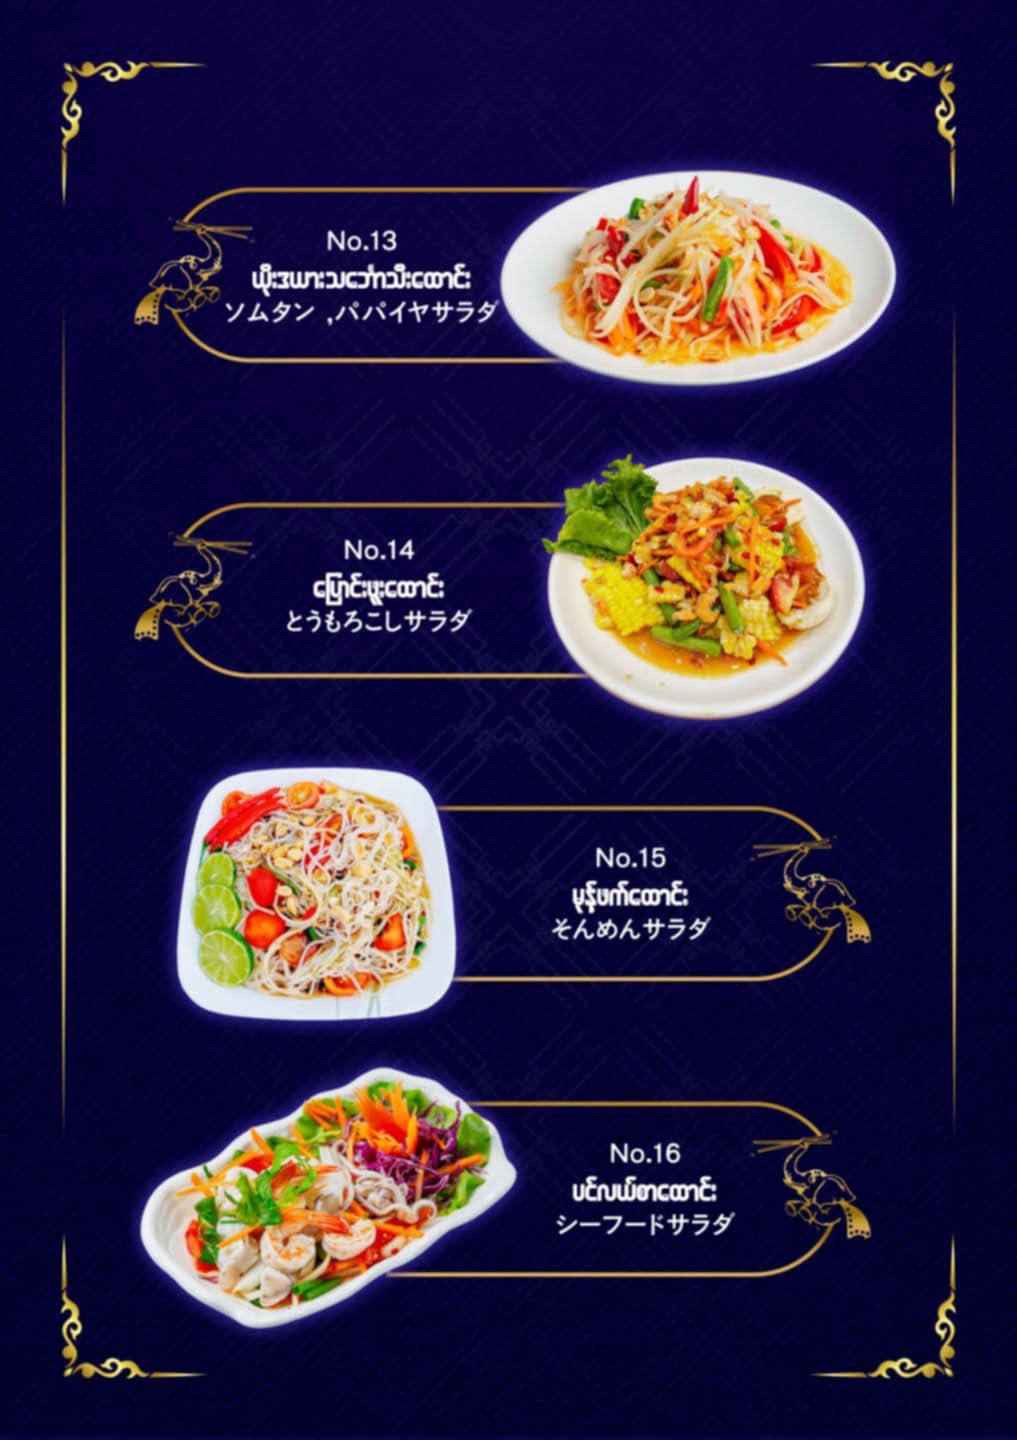 No.13
ယိုးဒယားသင်္ဘောသီးထောင်း
ソムタン ,パパイヤサラダ
No.14
ပြောင်းဖူးထောင်း
とうもろこしサラダ
No.15
မုန့်ဖက်ထောင်း
そんめんサラダ
No.16
ပင်လယ်စာထောင်း
シーフードサラダ